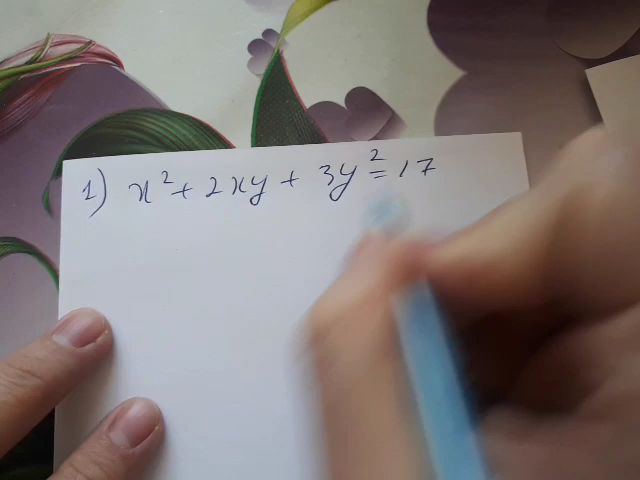 1) x² + 2xy + 3y² = 17